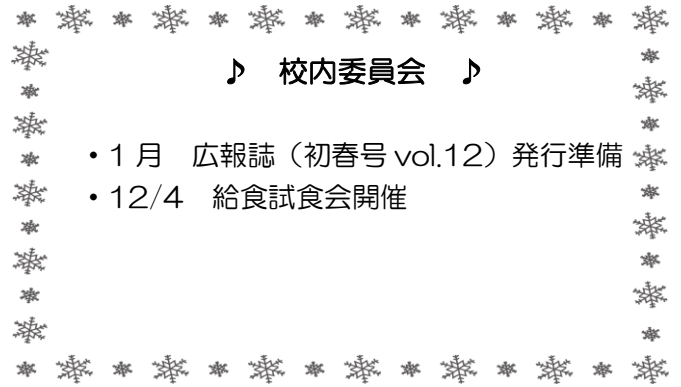 ♪　校内委員会　♪
・1月　広報誌（初春号 vol.12）発行準備
・12/4　給食試食会開催